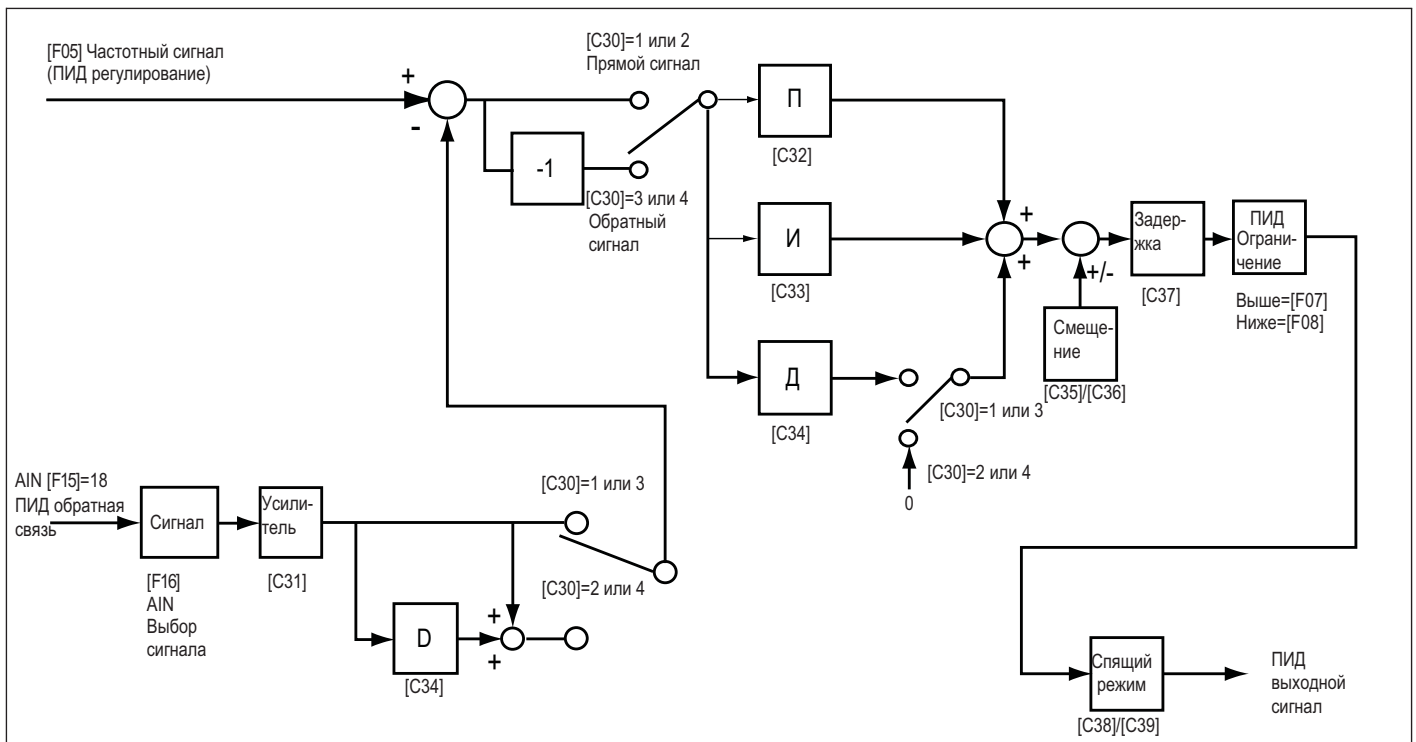 [F05] Частотный сигнал
(ПИД регулирование)
+
-
[C30]=1 или 2
Прямой сигнал
-1
[C30]=3 или 4
Обратный
сигнал
П
[C32]
И
[C33]
Д
[C34]
[C30]=1 или 3
[C30]=2 или 4
0
+
+
+/-
Смеще-
ние
[C35]/[C36]
Задер-
жка
[C37]
ПИД
Ограни-
чение
Выше=[F07]
Ниже=[F08]
AIN [F15]=18
ПИД обратная
связь
Сигнал
[F16]
AIN
Выбор
сигнала
Усили-
тель
[C31]
[C30]=1 или 3
[C30]=2 или 4
D
[C34]
+
+
Спящий
режим
[C38]/[C39]
ПИД
выходной
сигнал